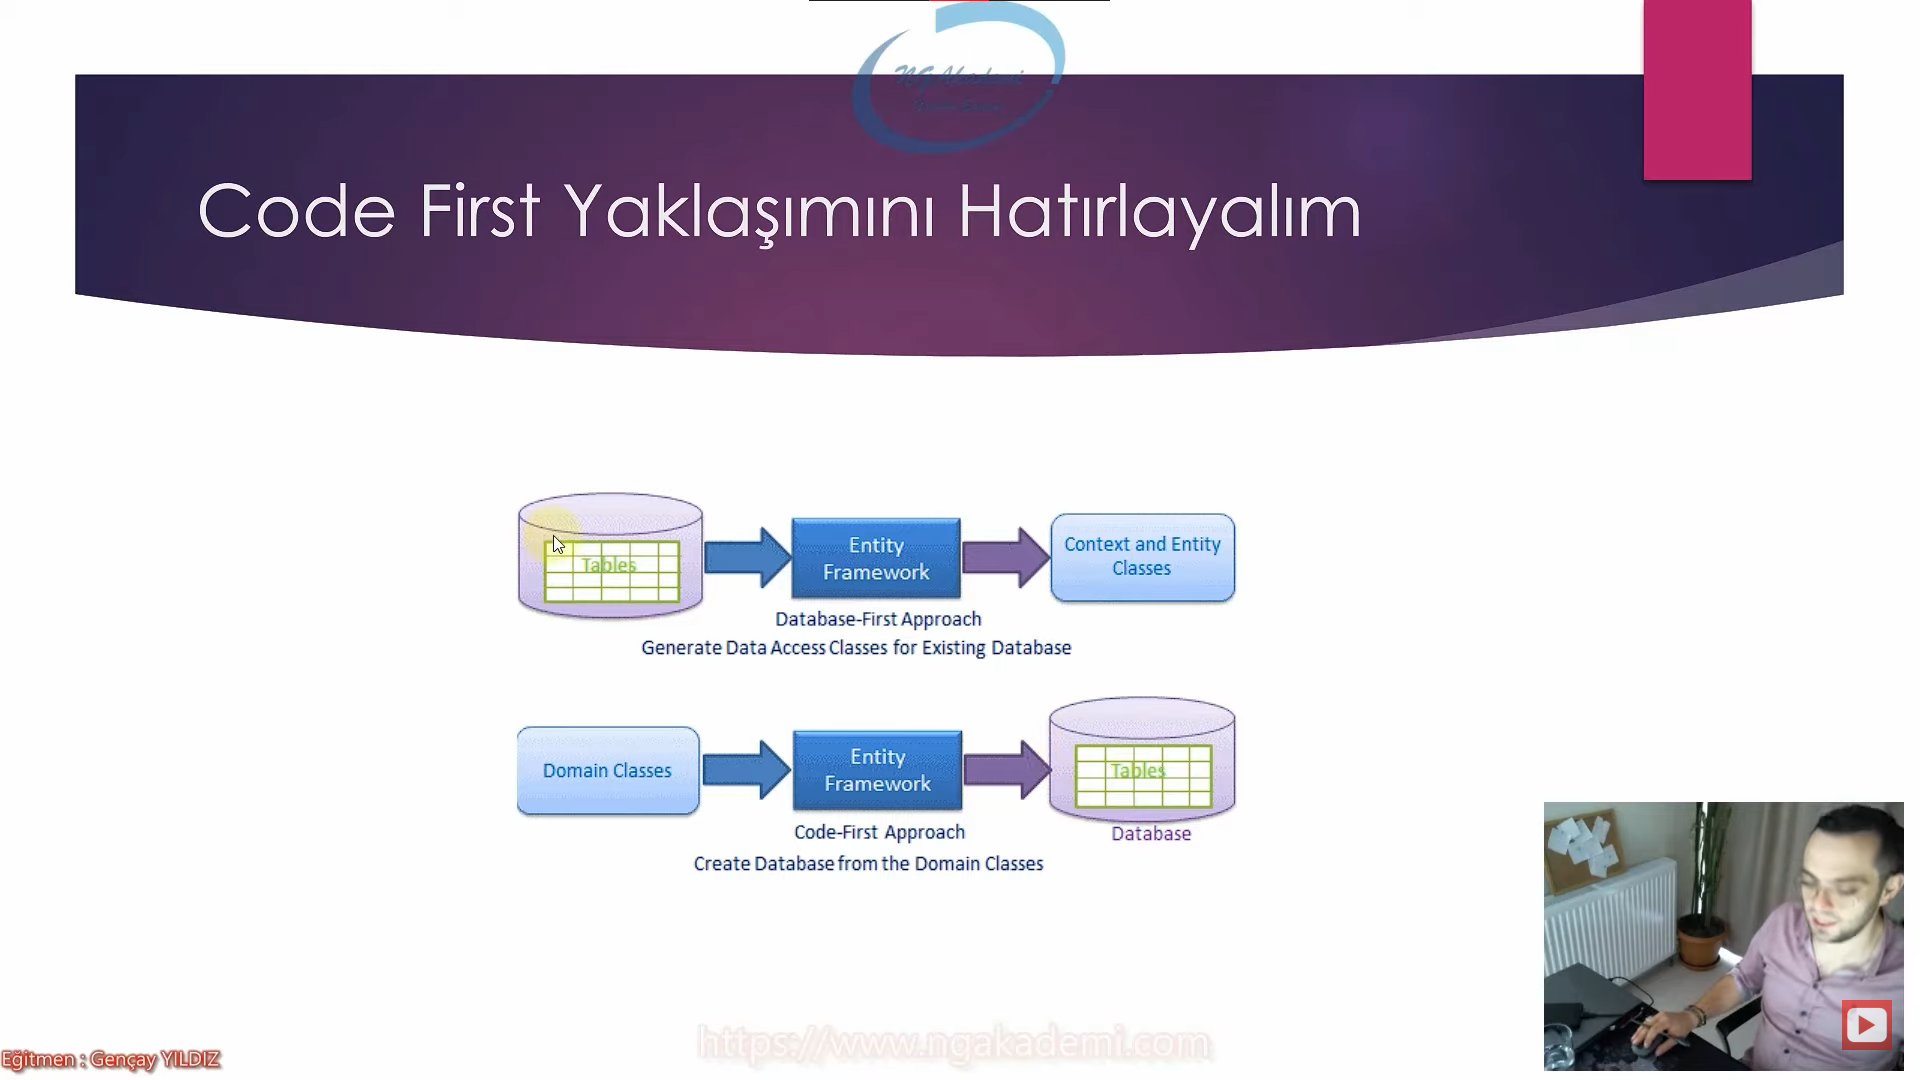 NGAkademi
Code First Yaklaşımını Hatırlayalım
Tables
Entity
Framework
Context and Entity
Classes
Database-First Approach
Generate Data Access Classes for Existing Database
Domain Classes
Entity
Framework
Tables
Code-First Approach
Database
Create Database from the Domain Classes
https://www.ngakademi.com
Eğitmen : Gençay YILDIZ